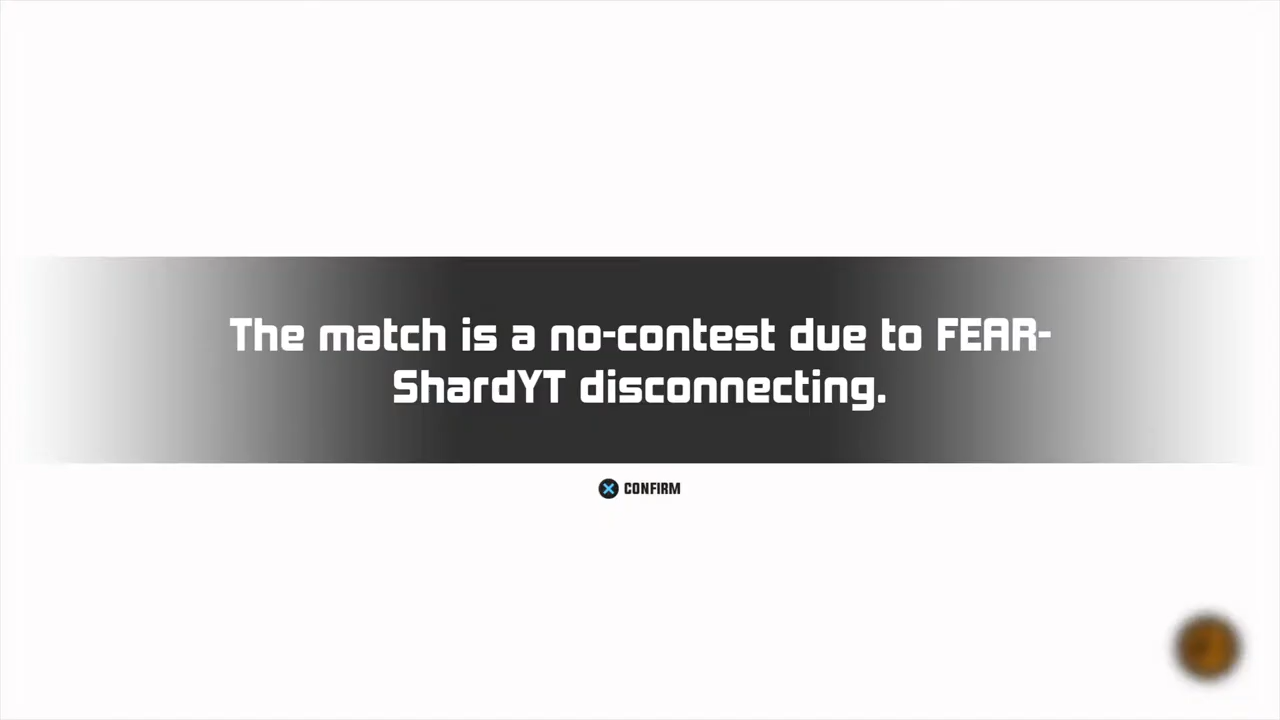 The match is a no-contest due to FEAR-
ShardYT disconnecting.
CONFIRM